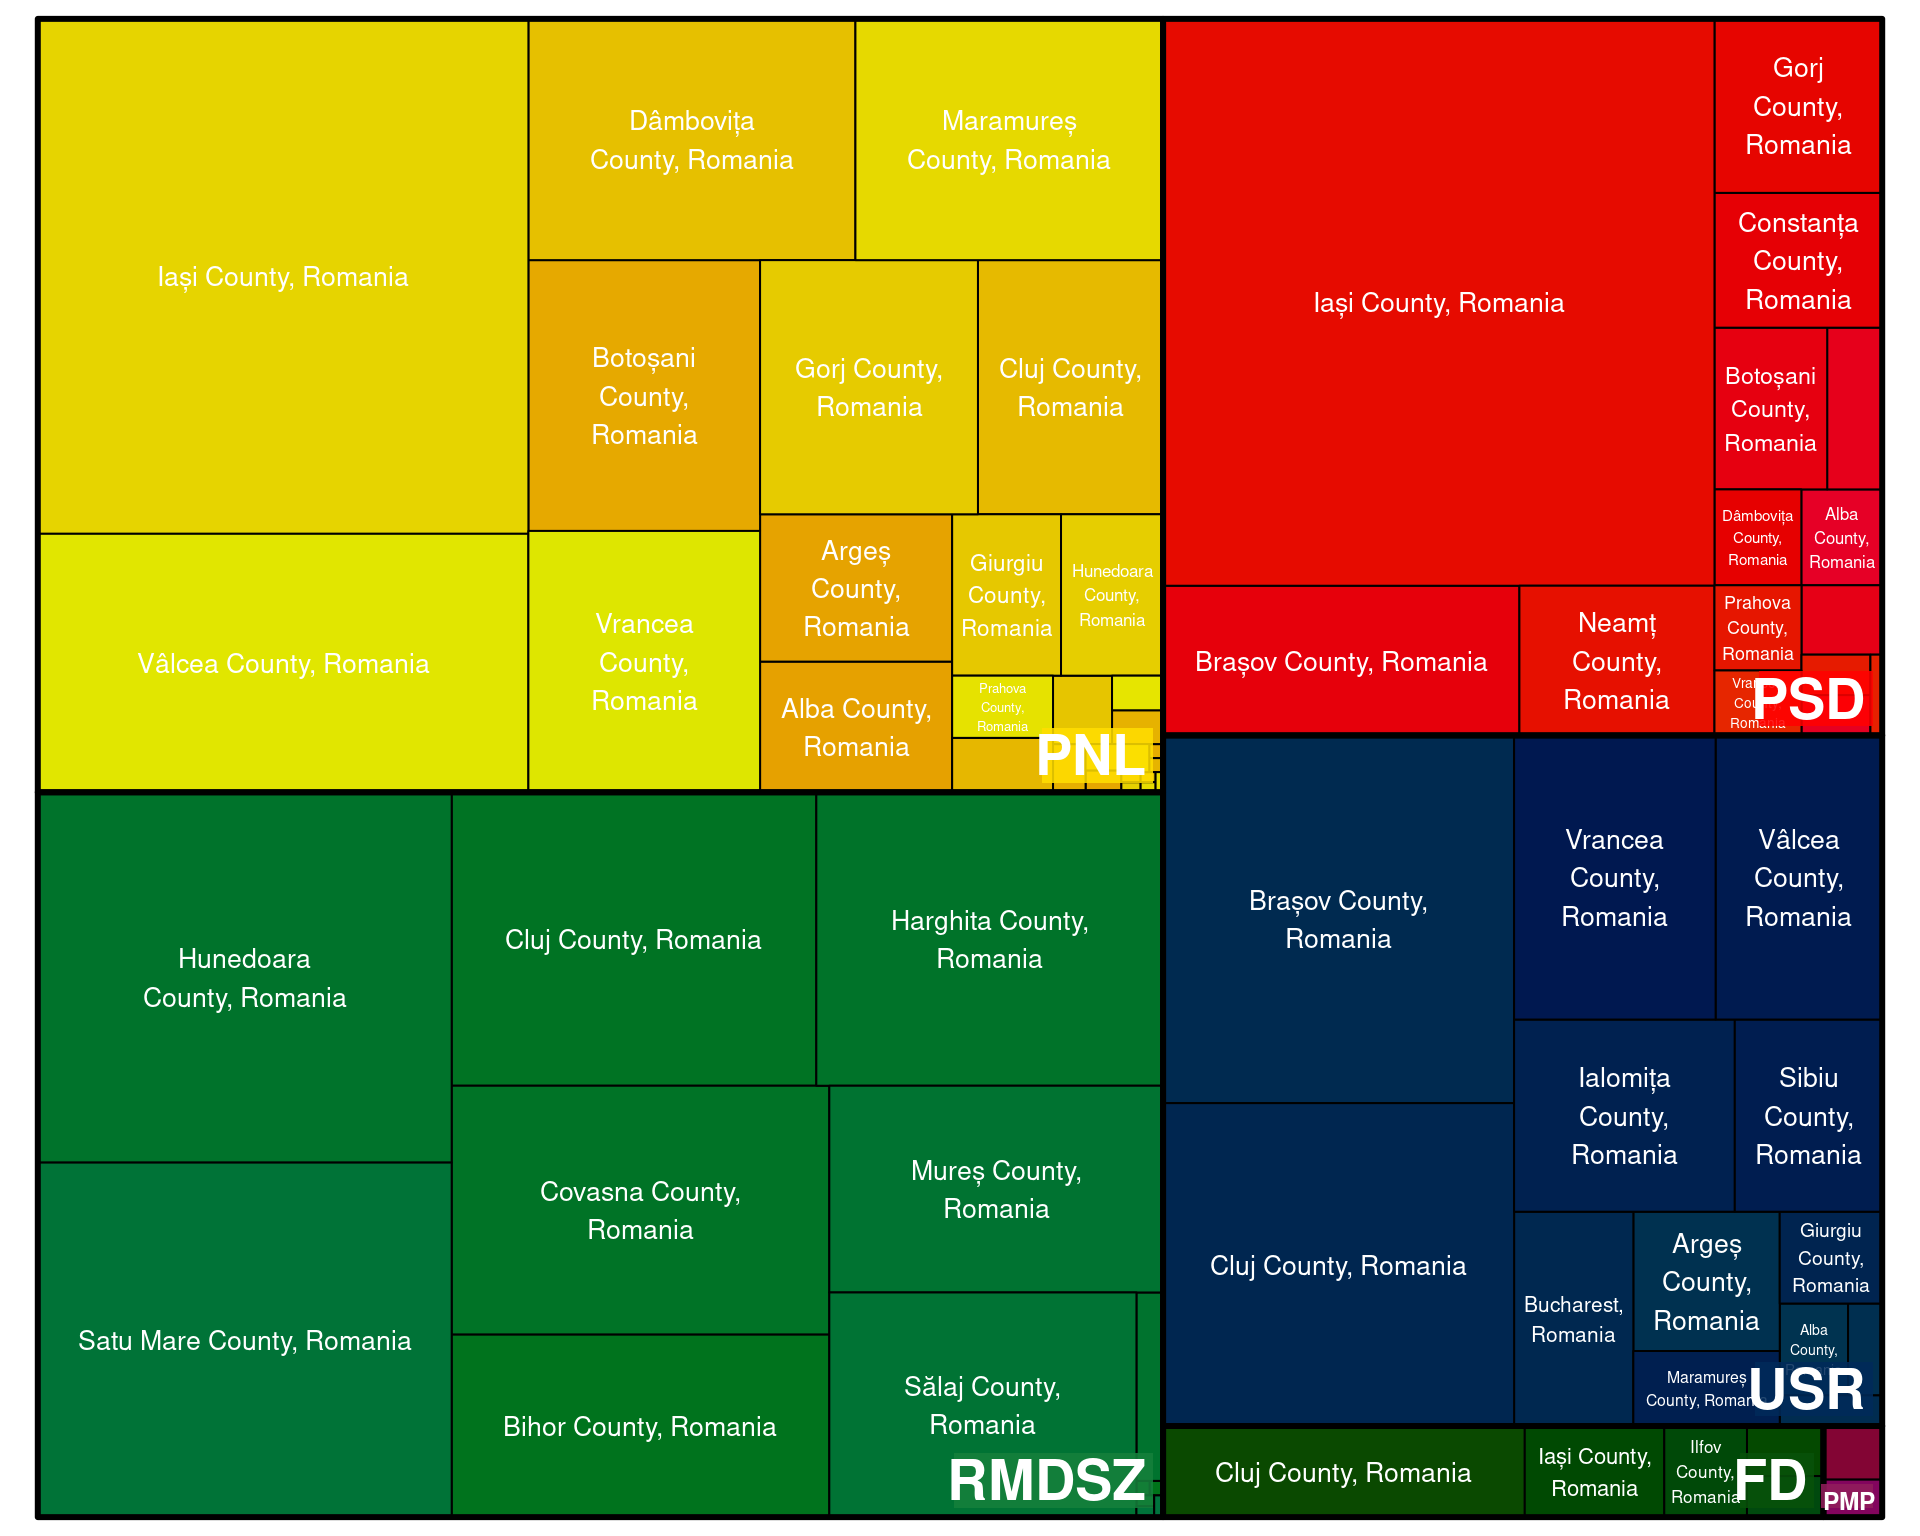 Iași County, Romania
Dâmbovița
County, Romania
Maramureș
County, Romania
Botoșani
County,
Romania
Gorj County,
Romania
Cluj County,
Romania
Vâlcea County, Romania
Vrancea
County,
Romania
Argeș
County,
Romania
Giurgiu
County,
Romania
Hunedoara
County,
Romania
Alba County,
Romania
Prahova
County,
Romania
PNL
Iași County, Romania
Gorj
County,
Romania
Constanța
County,
Romania
Botoșani
County,
Romania
Dâmbovița
County,
Romania
Alba
County,
Romania
Brașov County, Romania
Neamț
County,
Romania
Prahova
County,
Romania
Romania
PSD
Hunedoara
County, Romania
Cluj County, Romania
Harghita County,
Romania
Satu Mare County, Romania
Covasna County,
Romania
Mureș County,
Romania
Bihor County, Romania
Sălaj County,
Romania
RMDSZ
Brașov County,
Romania
Vrancea
County,
Romania
Vâlcea
County,
Romania
Cluj County, Romania
Ialomița
County,
Romania
Sibiu
County,
Romania
Bucharest,
Romania
Argeș
County,
Romania
Giurgiu
County,
Romania
Alba
County,
Maramureș
County,
USR
Cluj County, Romania
Iași County,
Romania
Ilfov
County,
Romania
FD
PMP